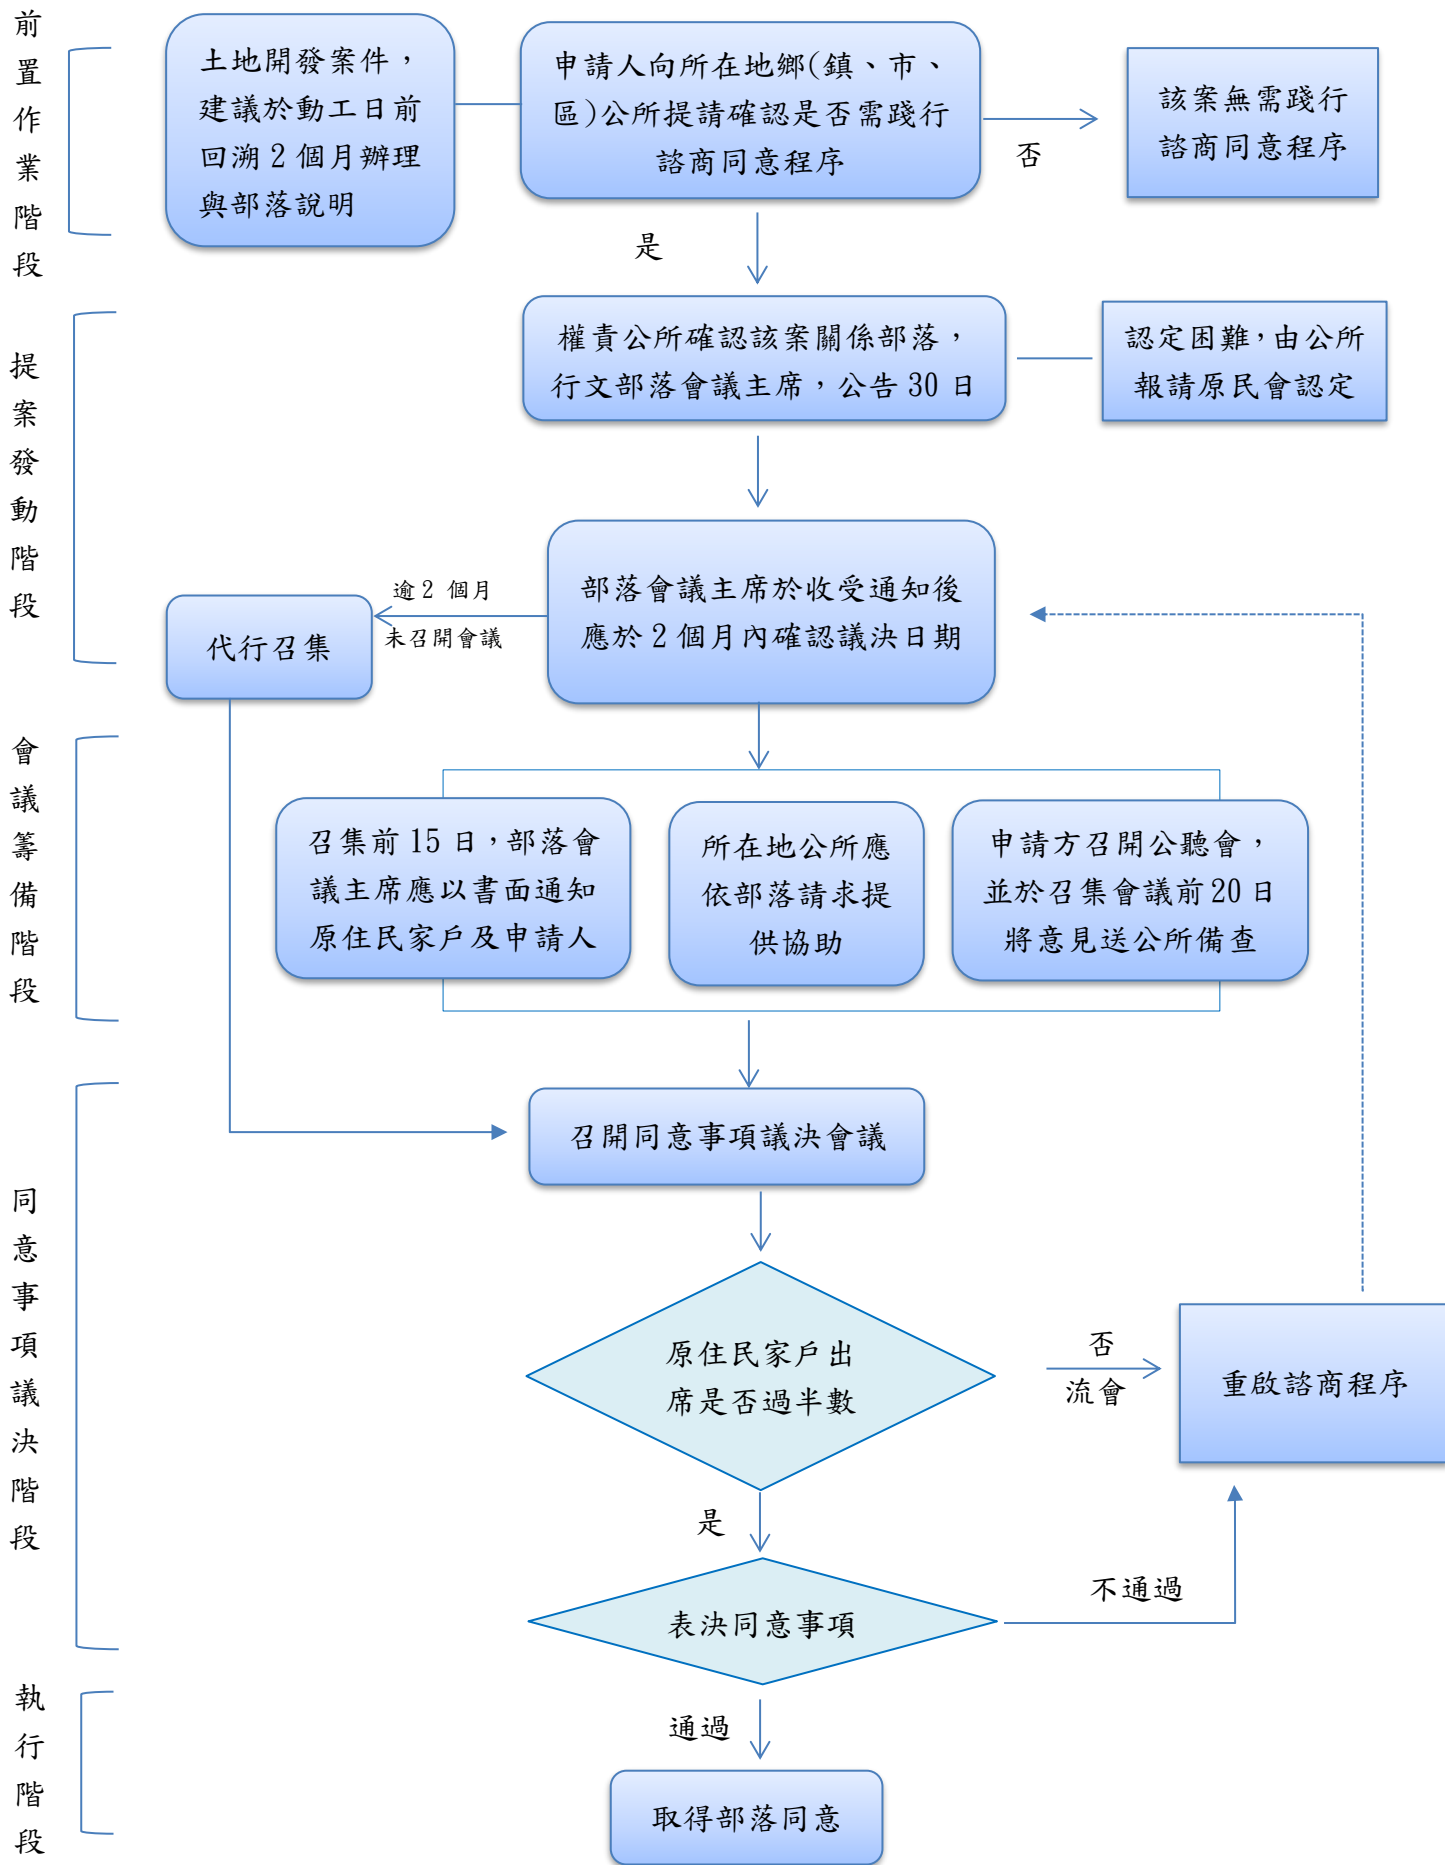 前置作業階段
土地開發案件，
建議於動工日前
回溯 2 個月辦理
與部落說明
申請人向所在地鄉(鎮、市、
區)公所提請確認是否需踐行
諮商同意程序
否
該案無需踐行
諮商同意程序
是
提案發動階段
權責公所確認該案關係部落，
行文部落會議主席，公告 30 日
認定困難，由公所
報請原民會認定
部落會議主席於收受通知後
應於 2 個月內確認議決日期
逾 2 個月
未召開會議
代行召集
會議籌備階段
召集前 15 日，部落會
議主席應以書面通知
原住民家戶及申請人
所在地公所應
依部落請求提
供協助
申請方召開公聽會，
並於召集會議前 20 日
將意見送公所備查
同意事項議決階段
召開同意事項議決會議
原住民家戶出
席是否過半數
否
流會
重啟諮商程序
是
表決同意事項
不通過
執行階段
通過
取得部落同意